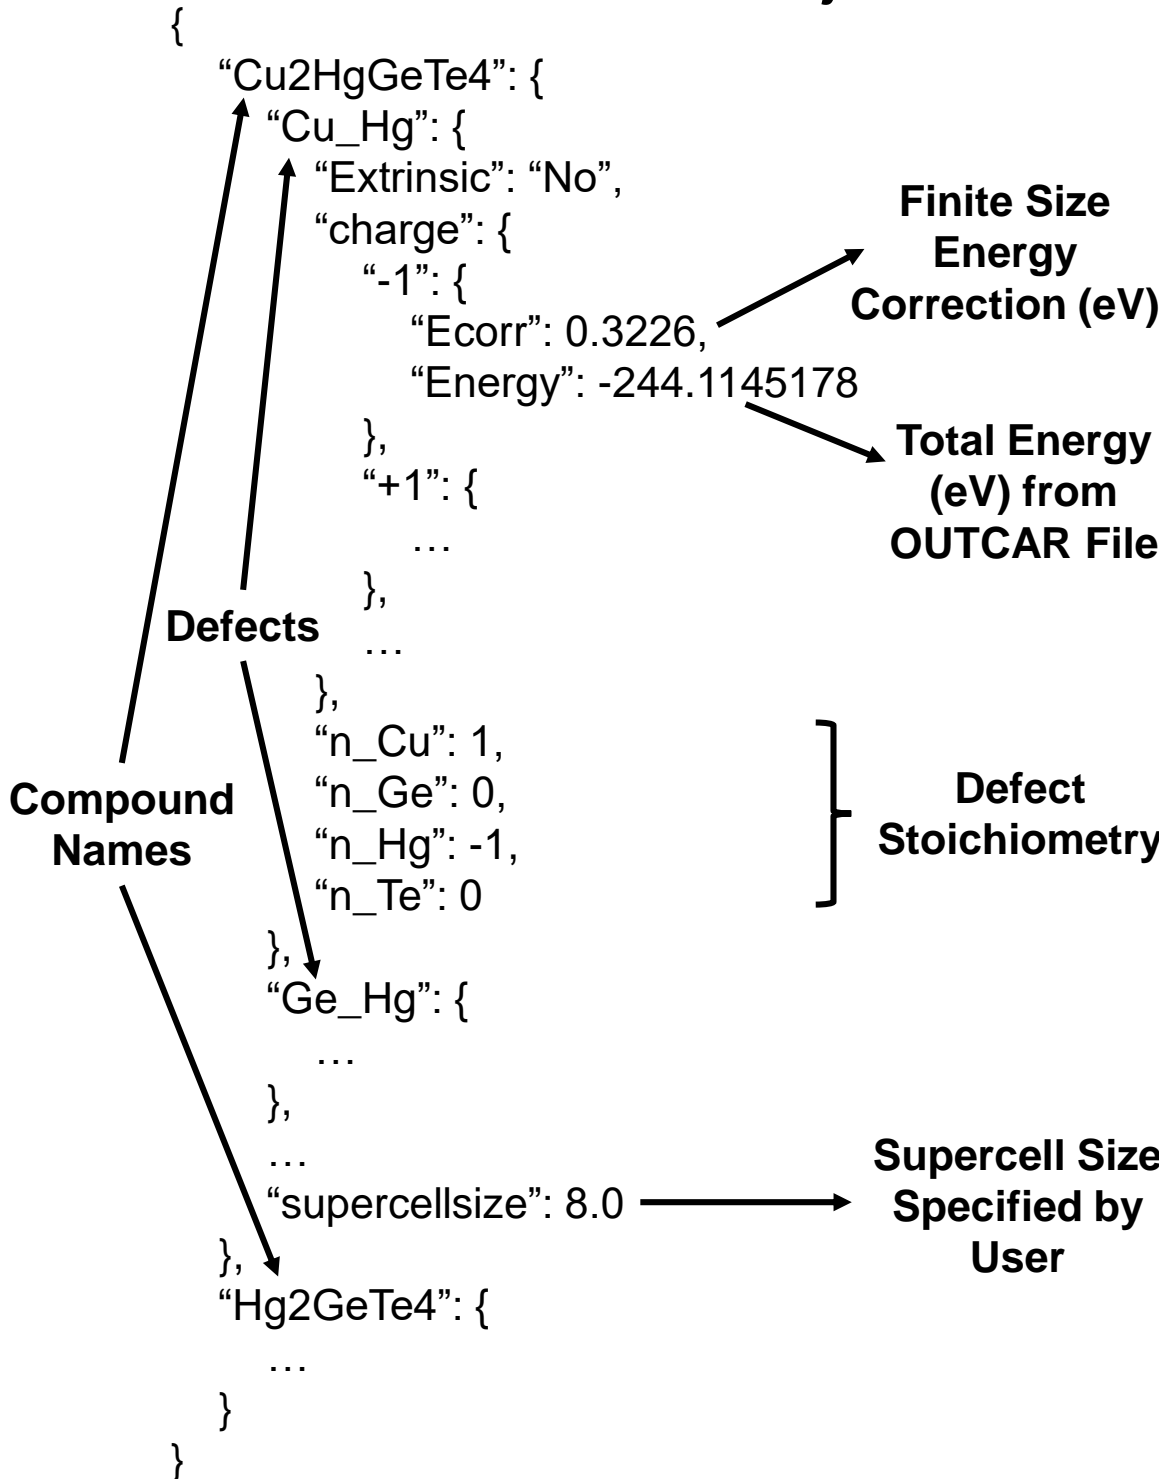 {
“Cu2HgGeTe4”: {
“Cu_Hg”: {
“Extrinsic”: “No”,
“charge”: {
“-1”: {
“Ecorr”: 0.3226,
“Energy”: -244.1145178
},
“+1”: {
…
},
…
},
“n_Cu”: 1,
“n_Ge”: 0,
“n_Hg”: -1,
“n_Te”: 0
},
“Ge_Hg”: {
…
},
…
“supercellsize”: 8.0
},
“Hg2GeTe4”: {
…
}
}
Compound
Names
Defects
Finite Size
Energy
Correction (eV)
Total Energy
(eV) from
OUTCAR File
Defect
Stoichiometry
Supercell Size
Specified by
User